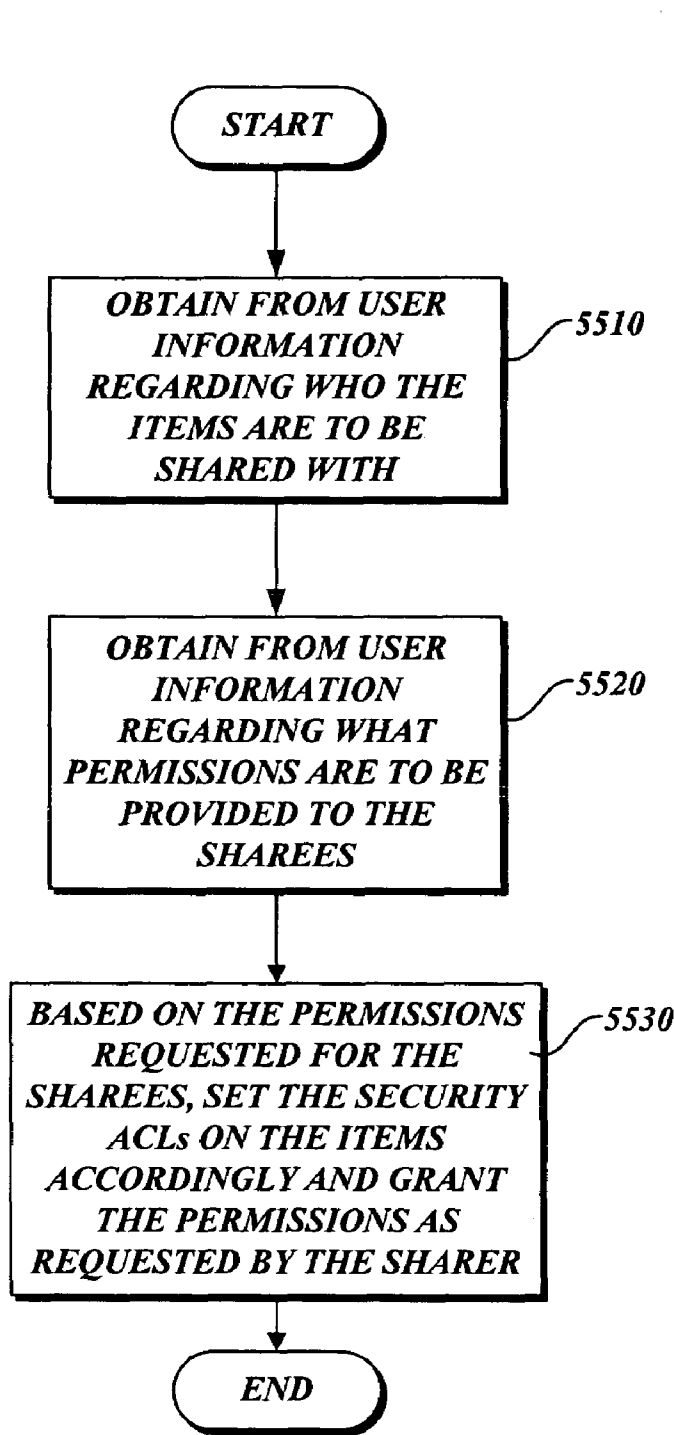 START
OBTAIN FROM USER
INFORMATION
REGARDING WHO THE
ITEMS ARE TO BE
SHARED WITH
5510
OBTAIN FROM USER
INFORMATION
REGARDING WHAT
PERMISSIONS ARE TO BE
PROVIDED TO THE
SHAREES
5520
BASED ON THE PERMISSIONS
REQUESTED FOR THE
SHAREES, SET THE SECURITY
ACLs ON THE ITEMS
ACCORDINGLY AND GRANT
THE PERMISSIONS AS
REQUESTED BY THE SHARER
5530
END